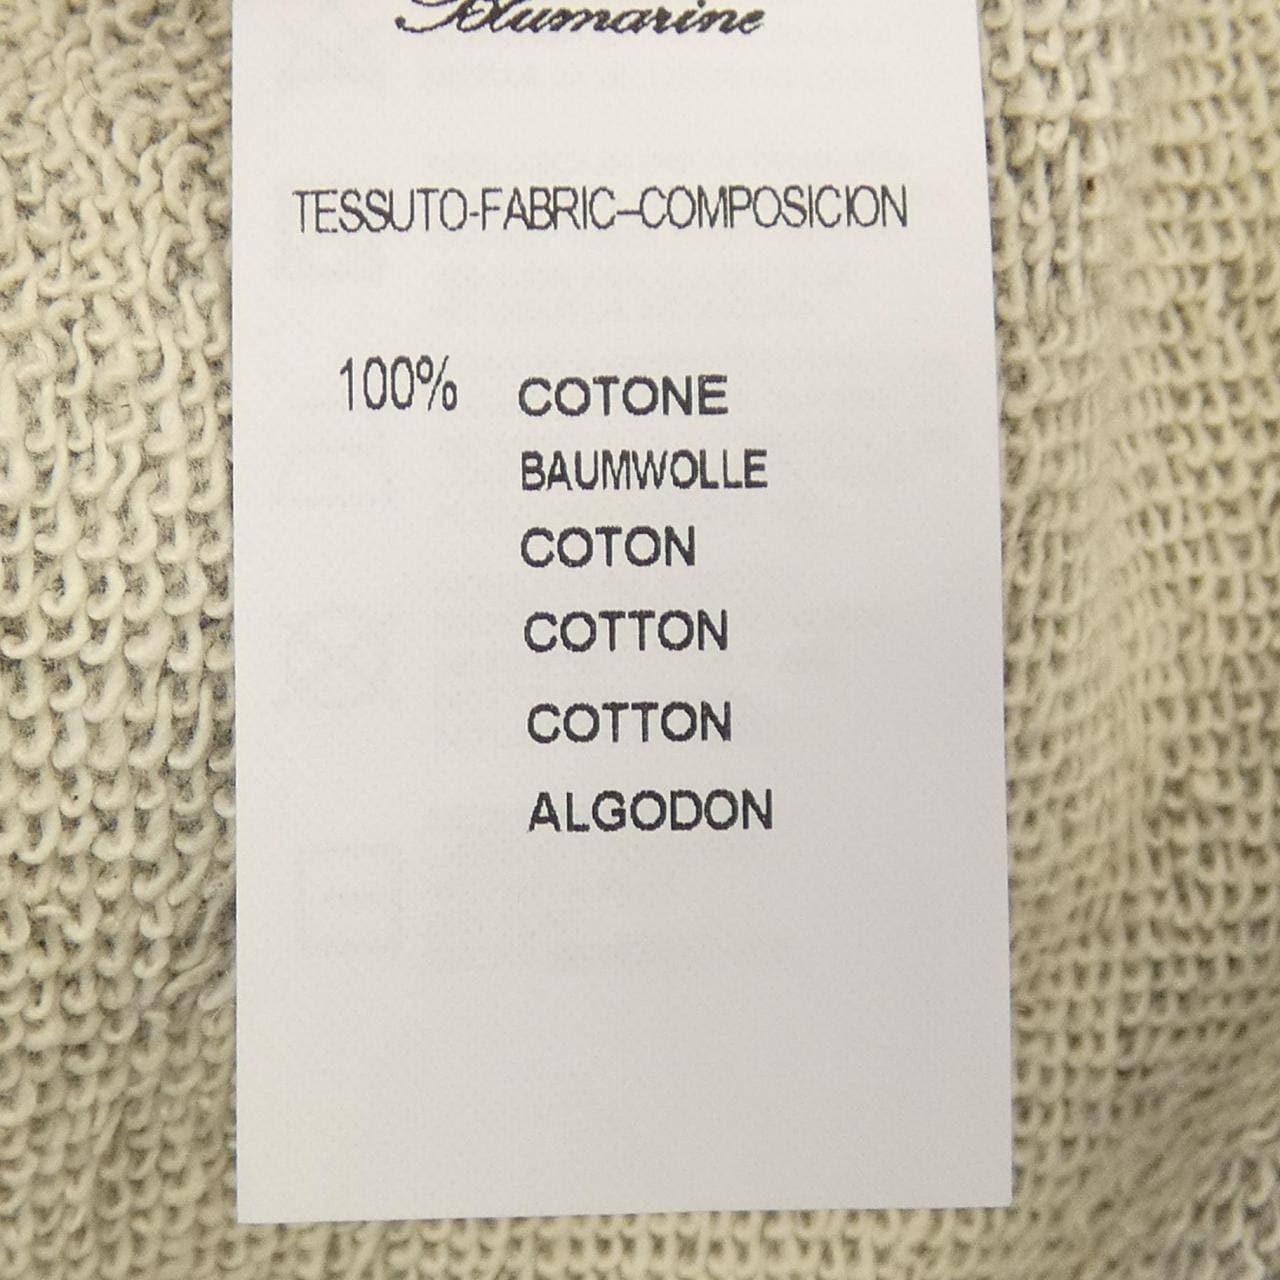 Blumarine
TESSUTO-FABRIC-COMPOSICION
100% COTONE
BAUMWOLLE
COTON
COTTON
COTTON
ALGODON